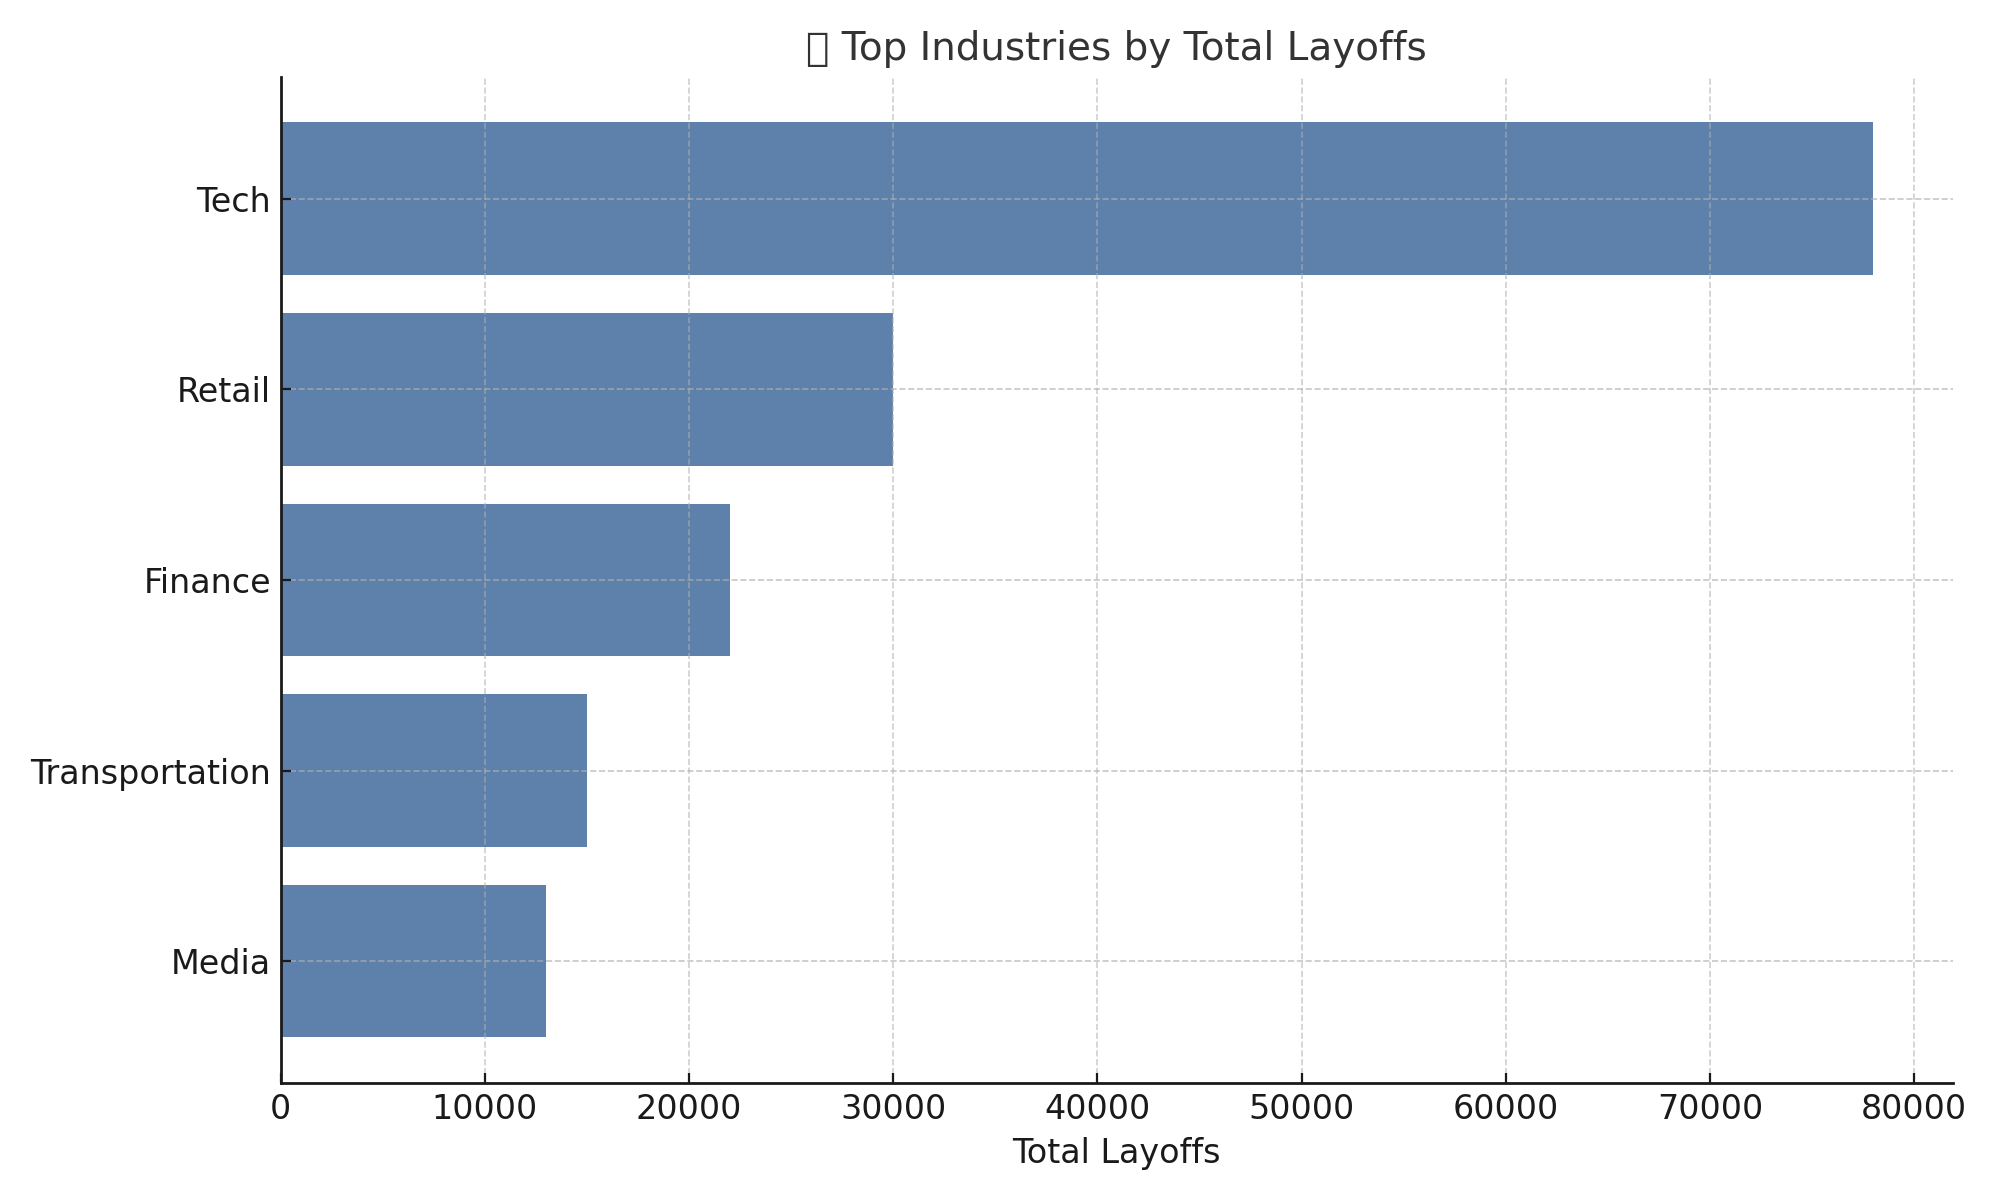 Top Industries by Total Layoffs
Tech
Retail
Finance
Transportation
Media
0 10000 20000 30000 40000 50000 60000 70000 80000
Total Layoffs